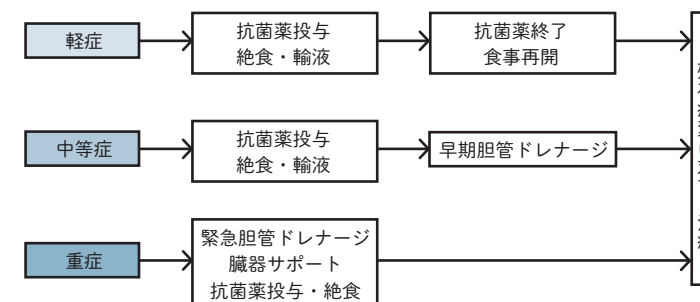 軽症
抗菌薬投与
絶食・輸液
抗菌薬終了
食事再開
中等症
抗菌薬投与
絶食・輸液
早期胆管ドレナージ
重症
緊急胆管ドレナージ
臓器サポート
抗菌薬投与・絶食